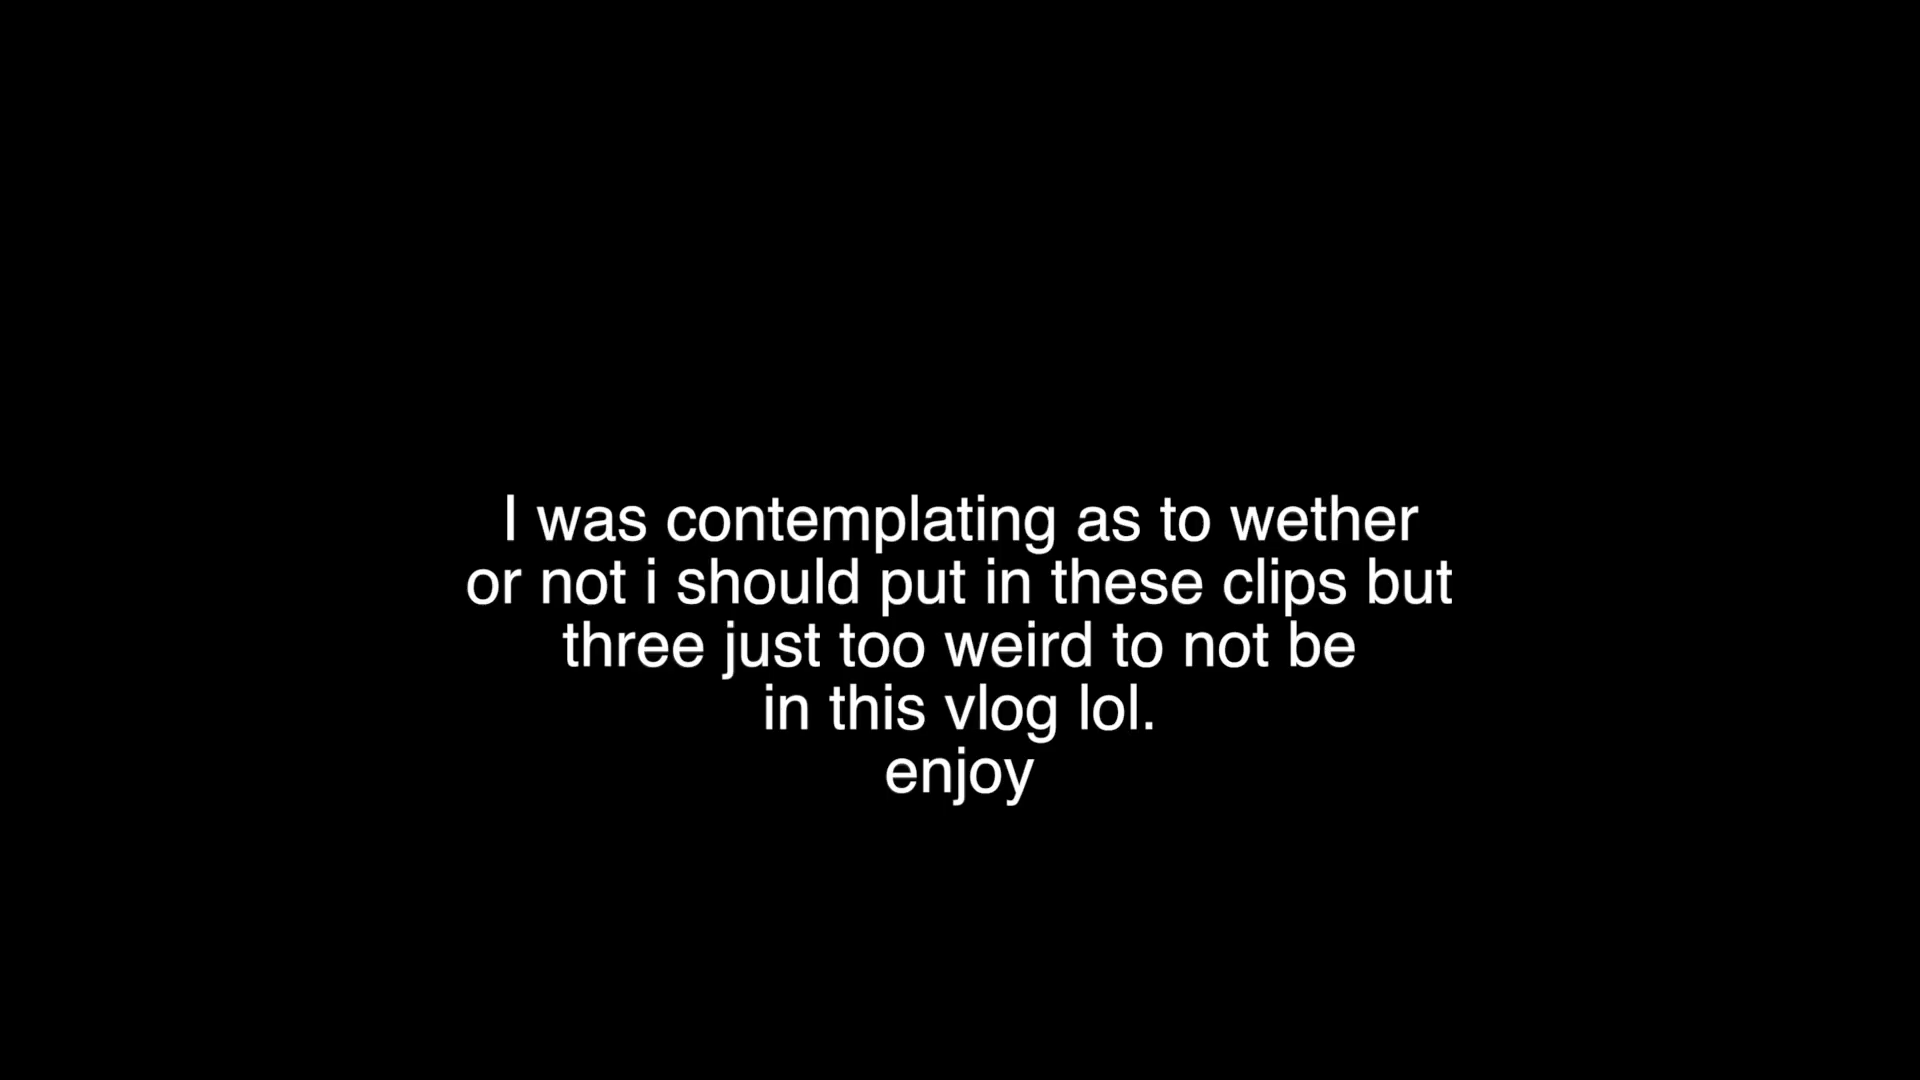 I was contemplating as to wether
or not i should put in these clips but
three just too weird to not be
in this vlog lol.
enjoy